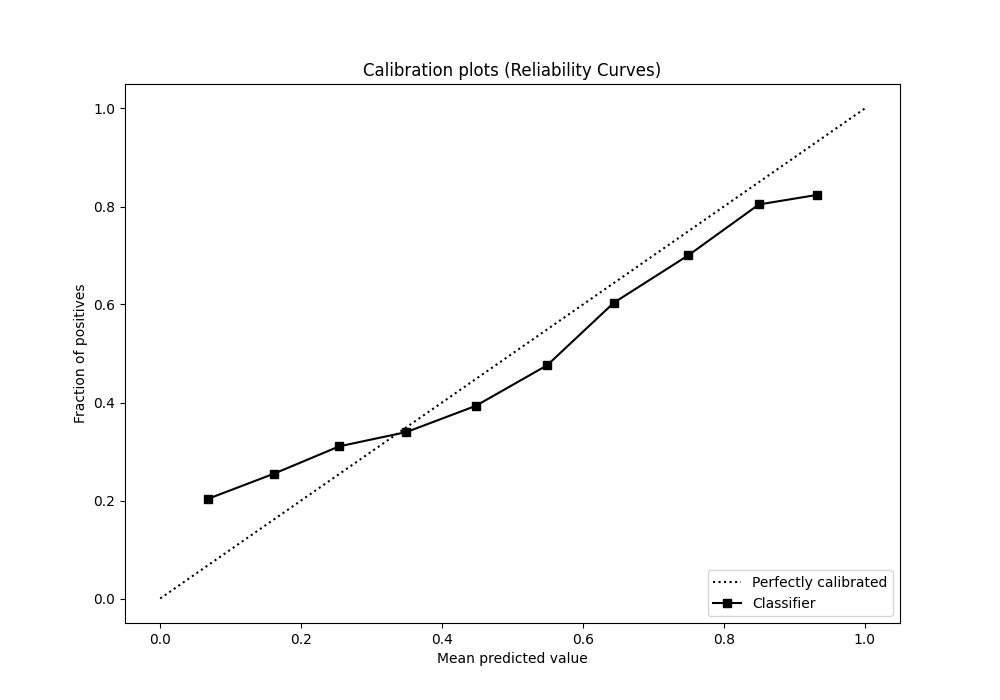 Calibration plots (Reliability Curves)
Fraction of positives
1.0
0.8
0.6
0.4
0.2
0.0
0.0 0.2 0.4 0.6 0.8 1.0
Mean predicted value
Perfectly calibrated
Classifier